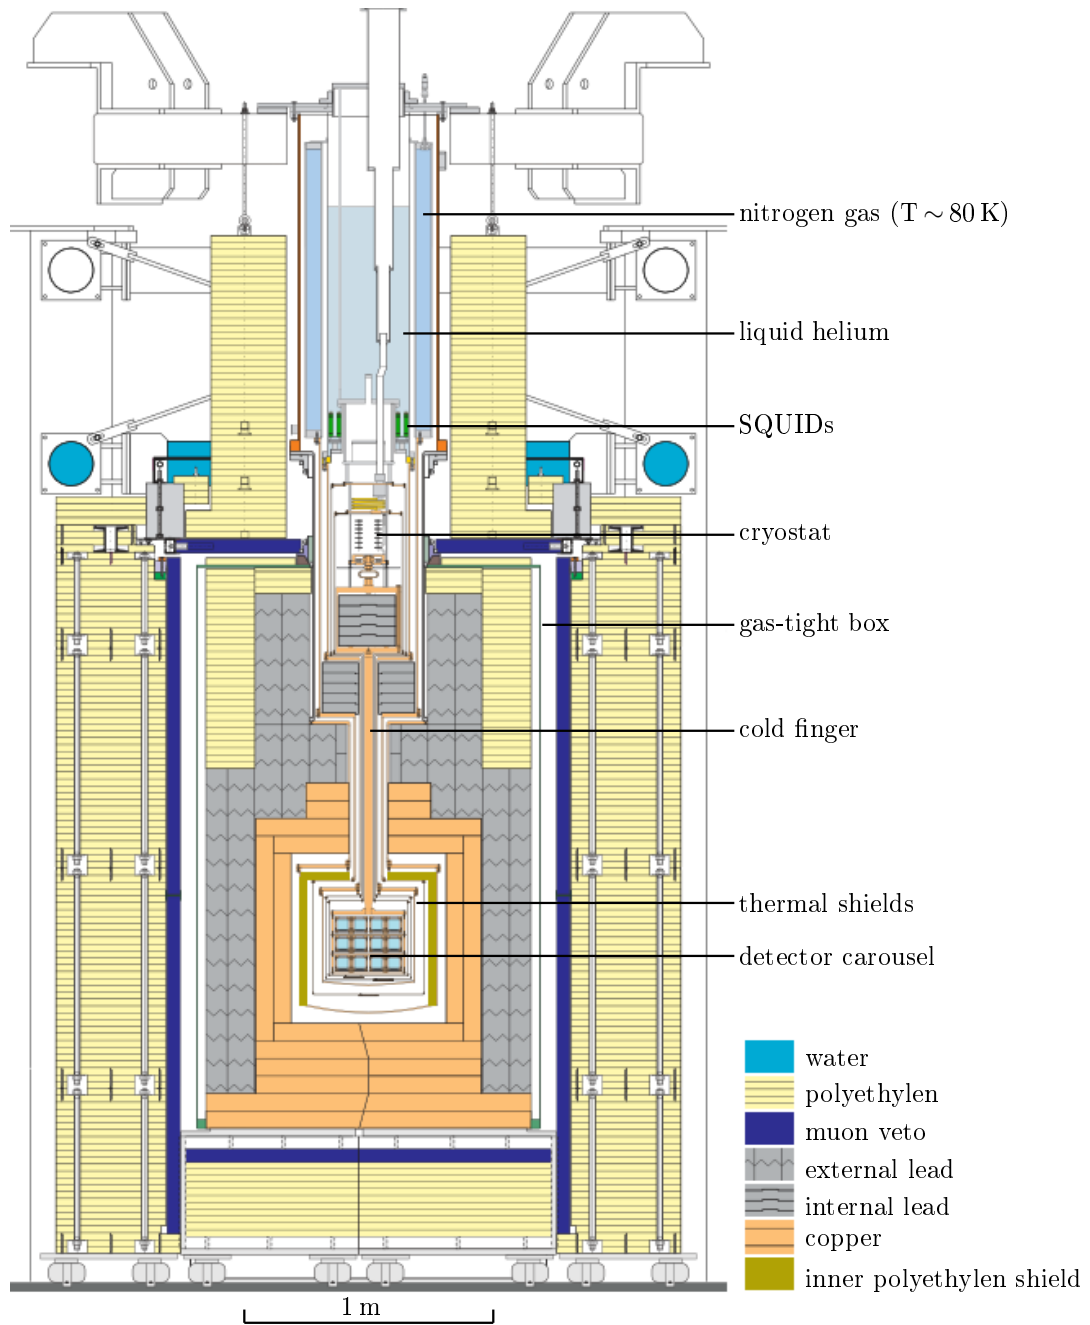 nitrogen gas (T ∼ 80 K)
liquid helium
SQUIDs
cryostat
gas-tight box
cold finger
thermal shields
detector carousel
water
polyethylen
muon veto
external lead
internal lead
copper
inner polyethylen shield
1 m